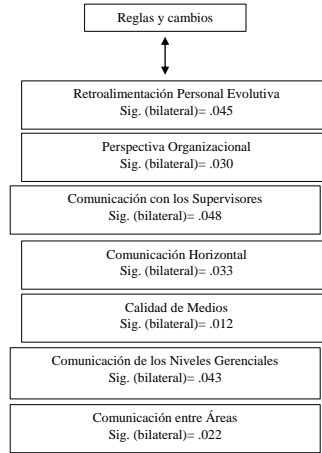 Reglas y cambios
Retroalimentación Personal Evolutiva
Sig. (bilateral)= .045
Perspectiva Organizacional
Sig. (bilateral)= .030
Comunicación con los Supervisores
Sig. (bilateral)= .048
Comunicación Horizontal
Sig. (bilateral)= .033
Calidad de Medios
Sig. (bilateral)= .012
Comunicación de los Niveles Gerenciales
Sig. (bilateral)= .043
Comunicación entre Áreas
Sig. (bilateral)= .022